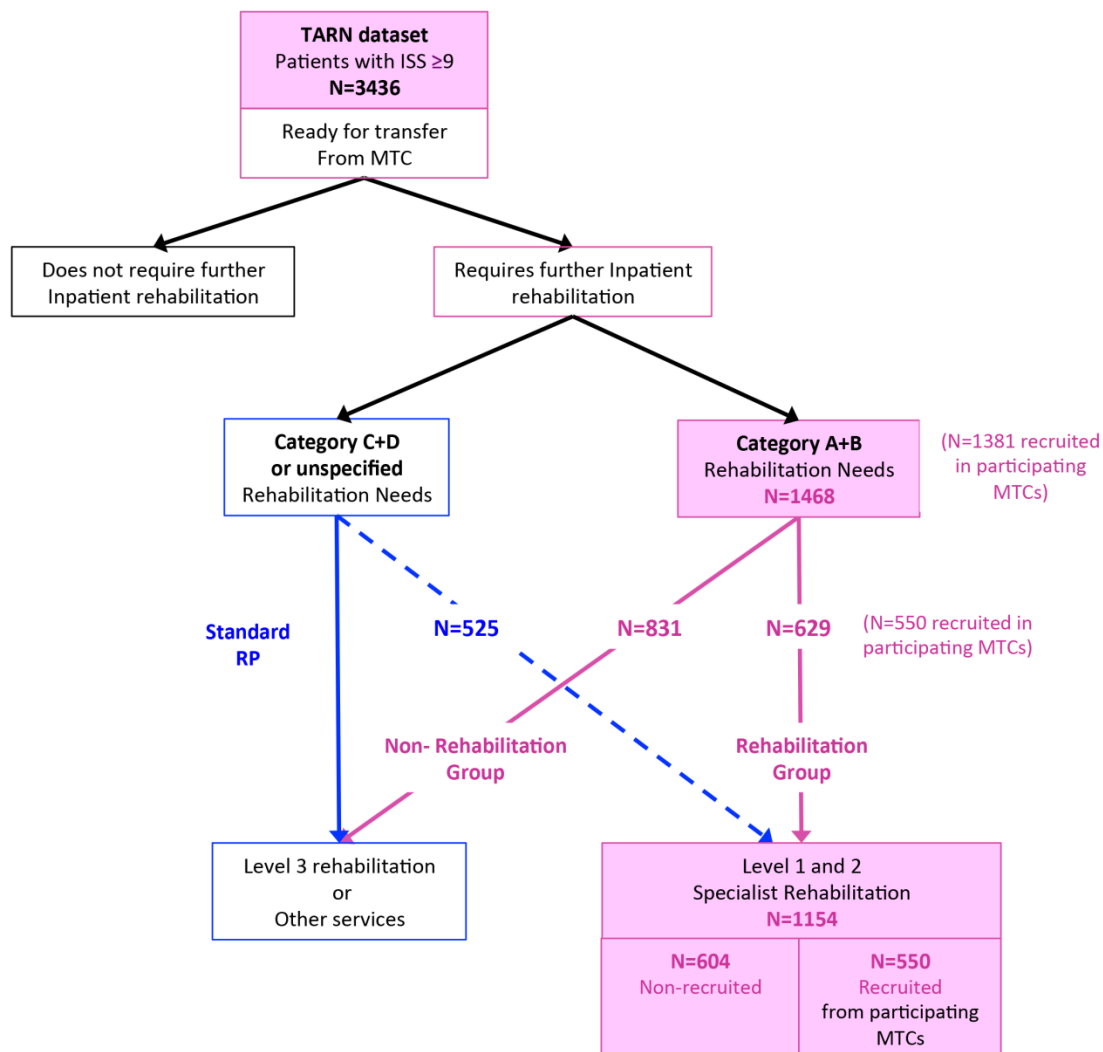 TARN dataset
Patients with ISS ≥9
N=3436
Ready for transfer
From MTC
Does not require further
Inpatient rehabilitation
Requires further Inpatient
rehabilitation
Category C+D
or unspecified
Rehabilitation Needs
Category A+B
Rehabilitation Needs
N=1468
(N=1381 recruited
in participating
MTCs)
Standard
RP
N=525
N=831
N=629
(N=550 recruited in
participating MTCs)
Non- Rehabilitation
Group
Rehabilitation
Group
Level 3 rehabilitation
or
Other services
Level 1 and 2
Specialist Rehabilitation
N=1154
N=604
Non-recruited
N=550
Recruited
from participating
MTCs